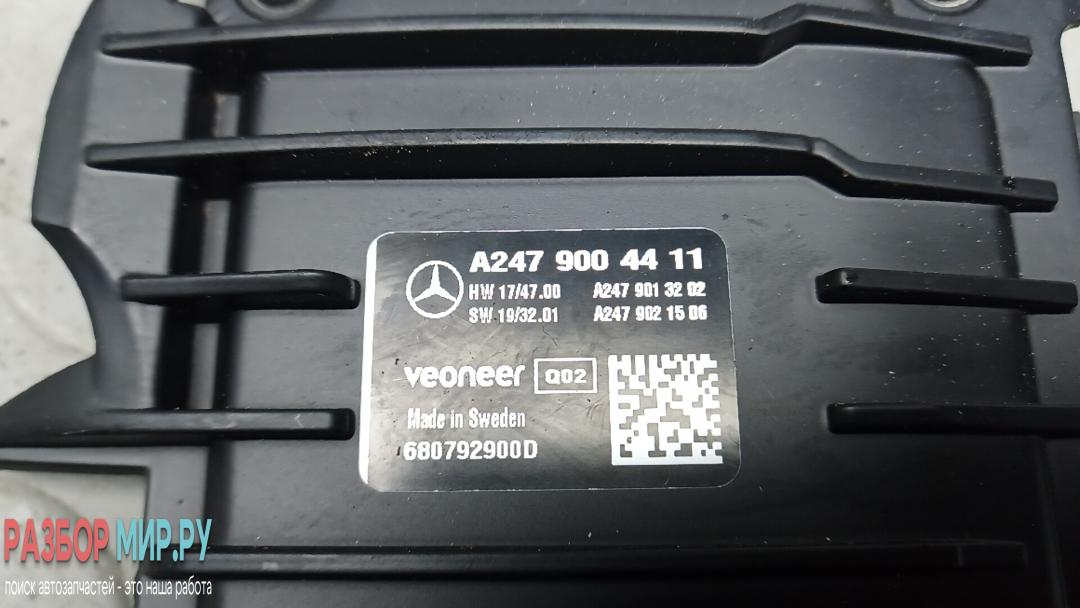 A247 900 44 11
HW 17/47.00 A247 901 32 02
SW 19/32.01 A247 902 15 06
veoneer Q02
Made in Sweden
680792900D
РАЗБОР МИР.РУ
поиск автозапчастей - это наша работа